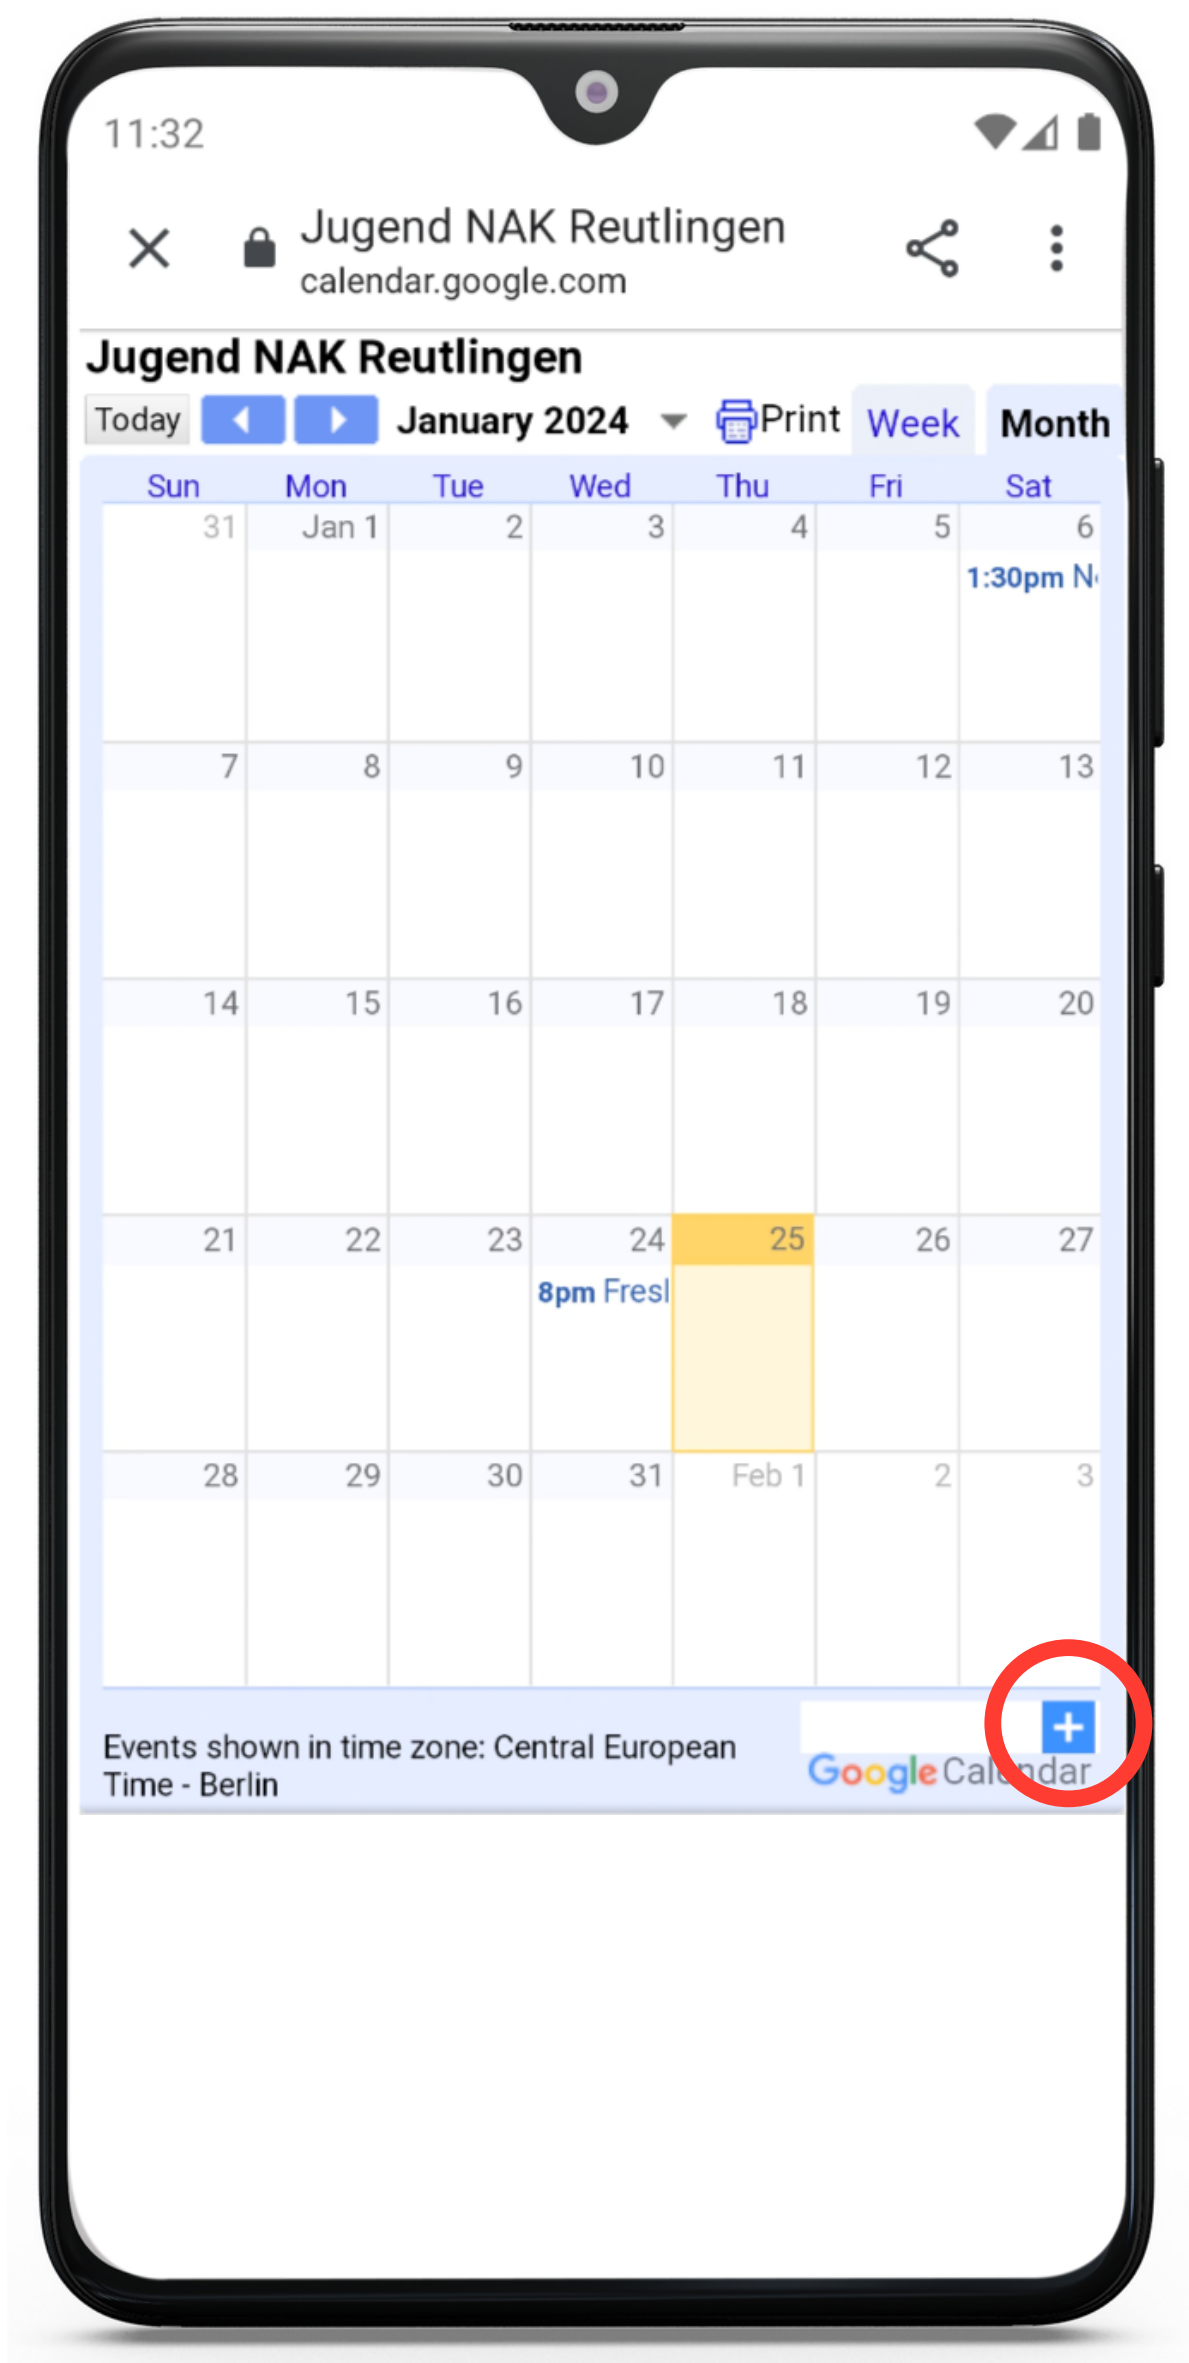 11:32
Jugend NAK Reutlingen
calendar.google.com
Jugend NAK Reutlingen
Today January 2024 Print Week Month
Sun Mon Tue Wed Thu Fri Sat
31 Jan 1 2 3 4 5 6
1:30pm
7 8 9 10 11 12 13
14 15 16 17 18 19 20
21 22 23 24 25 26 27
8pm
28 29 30 31 Feb 1 2 3
Events shown in time zone: Central European
Time - Berlin
+
Google Calendar